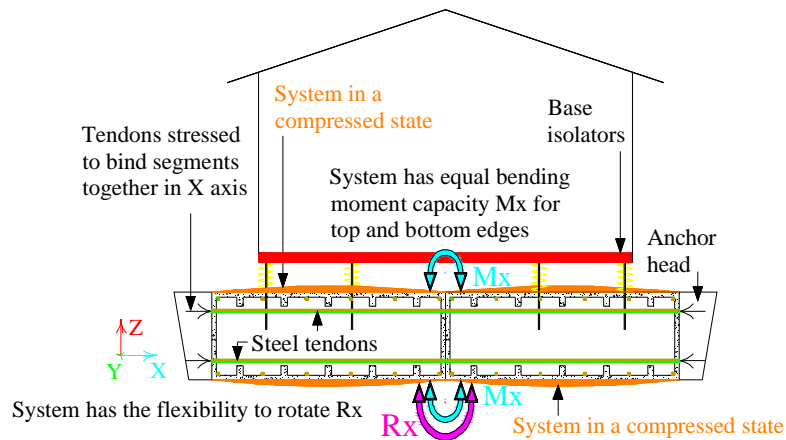 System in a
compressed state
Base
isolators
Tendons stressed
to bind segments
together in X axis
System has equal bending
moment capacity Mx for
top and bottom edges
Anchor
head
Mx
Z
Y
X
Steel tendons
System has the flexibility to rotate Rx
Rx
Mx
System in a compressed state